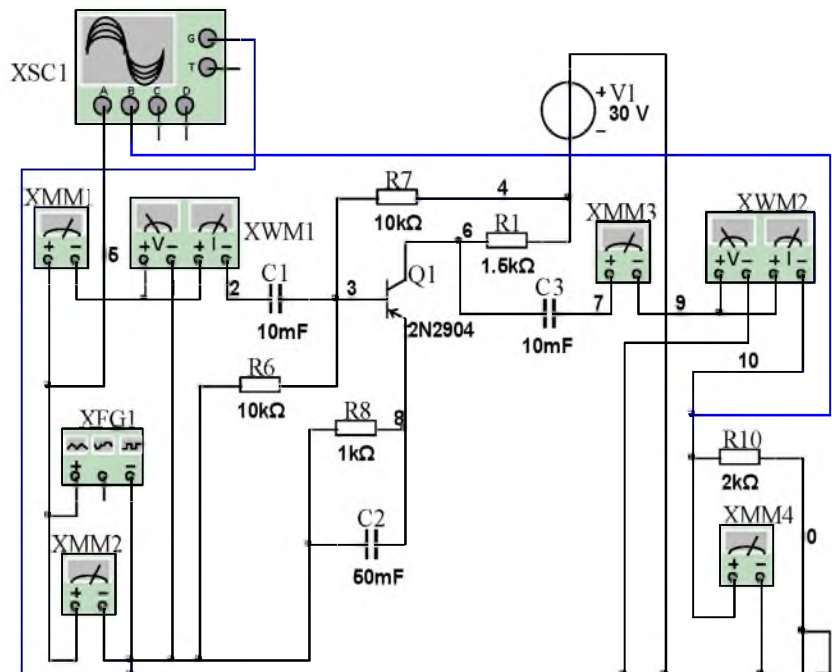 XSC1
G
T
A
B
C
D
+
V1
30 V
−
XMM1
XWM1
V
I
5
R7
4
10kΩ
R1
6
1.5kΩ
XMM3
XWM2
V
I
C1
2
3
10mF
Q1
2N2904
C3
7
10mF
9
10
R6
10kΩ
R8
8
1kΩ
XFG1
R10
2kΩ
0
C2
50mF
XMM2
XMM4